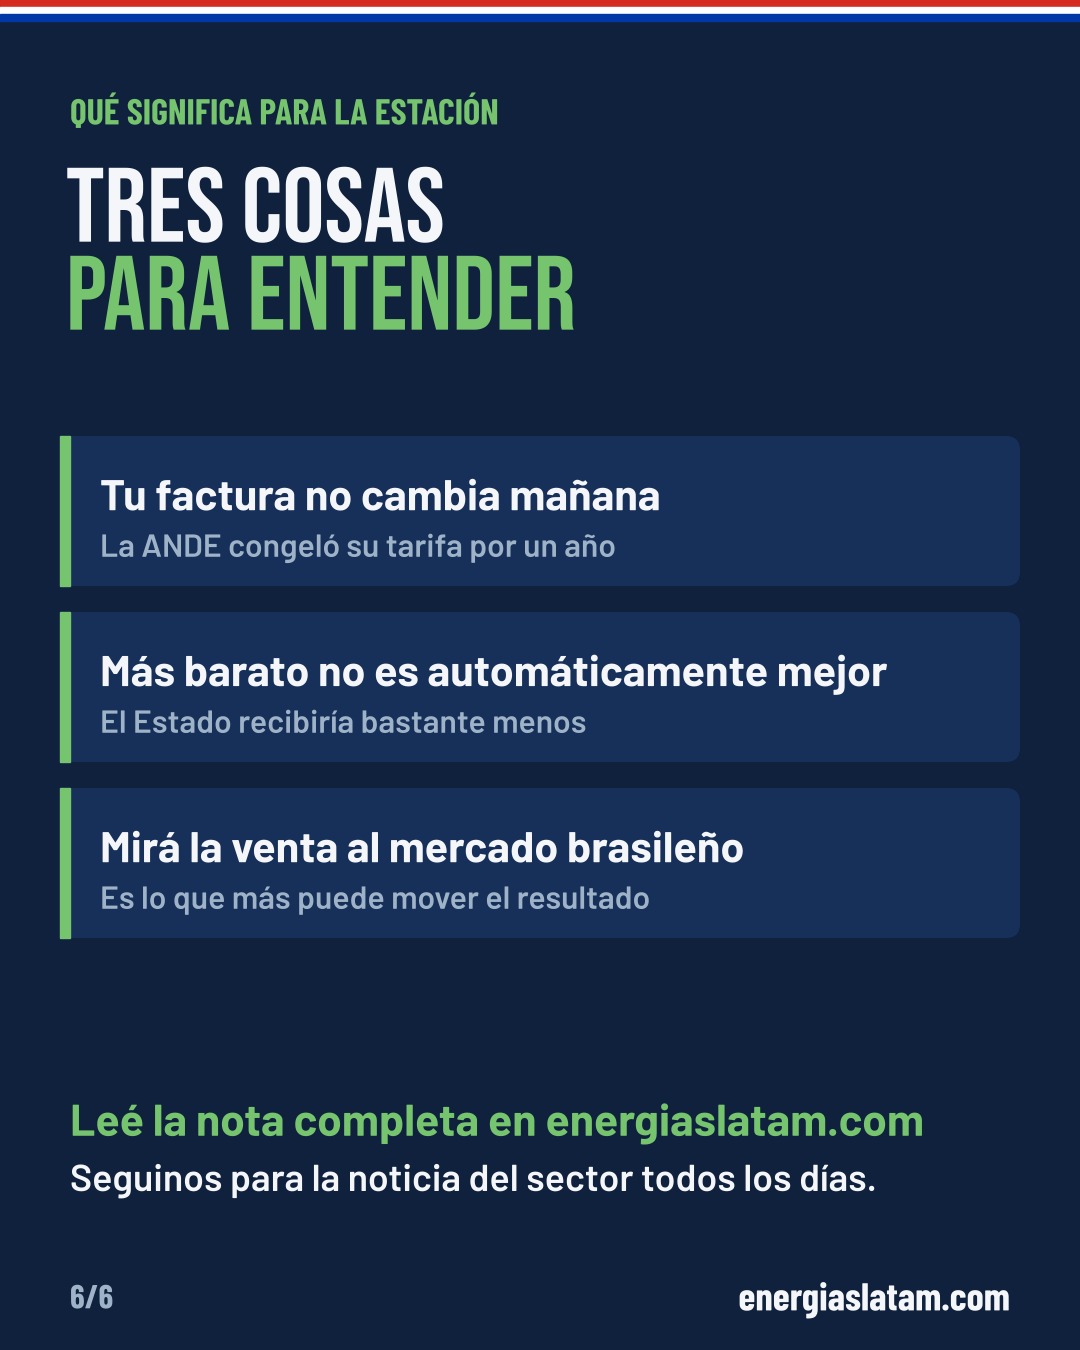 QUÉ SIGNIFICA PARA LA ESTACIÓN
TRES COSAS
PARA ENTENDER
Tu factura no cambia mañana
La ANDE congeló su tarifa por un año
Más barato no es automáticamente mejor
El Estado recibiría bastante menos
Mirá la venta al mercado brasileño
Es lo que más puede mover el resultado
Leé la nota completa en energiaslatam.com
Seguinos para la noticia del sector todos los días.
6/6
energiaslatam.com